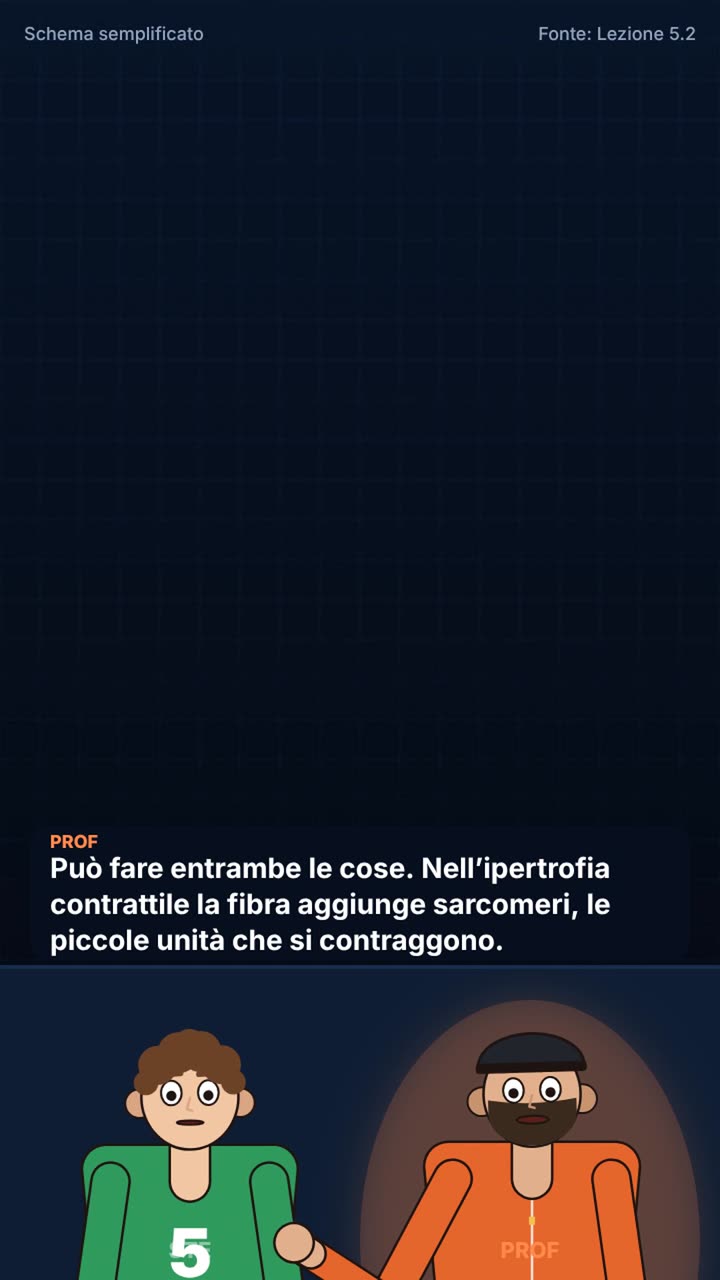 Schema semplificato
Fonte: Lezione 5.2
PROF
Può fare entrambe le cose. Nell’ipertrofia
contrattile la fibra aggiunge sarcomeri, le
piccole unità che si contraggono.
5
PROF